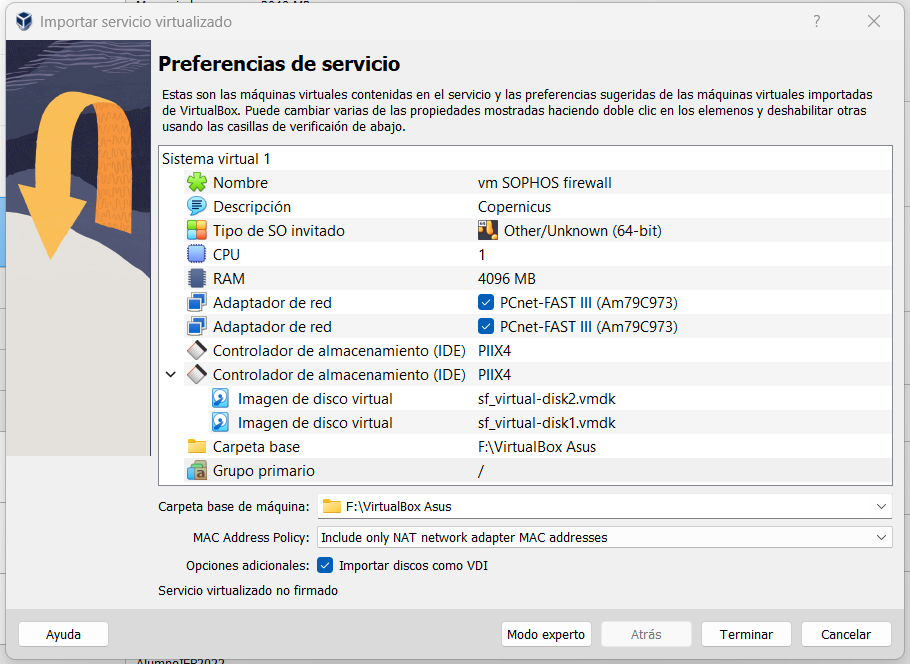 Importar servicio virtualizado ?
Preferencias de servicio
Estas son las máquinas virtuales contenidas en el servicio y las preferencias sugeridas de las máquinas virtuales importadas
de VirtualBox. Puede cambiar varias de las propiedades mostradas haciendo doble clic en los elemenos y deshabilitar otras
usando las casillas de verificaión de abajo.
Sistema virtual 1
Nombre vm SOPHOS firewall
Descripción Copernicus
Tipo de SO invitado Other/Unknown (64-bit)
CPU 1
RAM 4096 MB
Adaptador de red PCnet-FAST III (Am79C973)
Adaptador de red PCnet-FAST III (Am79C973)
Controlador de almacenamiento (IDE) PIIX4
Controlador de almacenamiento (IDE) PIIX4
Imagen de disco virtual sf_virtual-disk2.vmdk
Imagen de disco virtual sf_virtual-disk1.vmdk
Carpeta base F:\VirtualBox Asus
Grupo primario /
Carpeta base de máquina: F:\VirtualBox Asus
MAC Address Policy: Include only NAT network adapter MAC addresses
Opciones adicionales: Importar discos como VDI
Servicio virtualizado no firmado
Ayuda Modo experto Atrás Terminar Cancelar